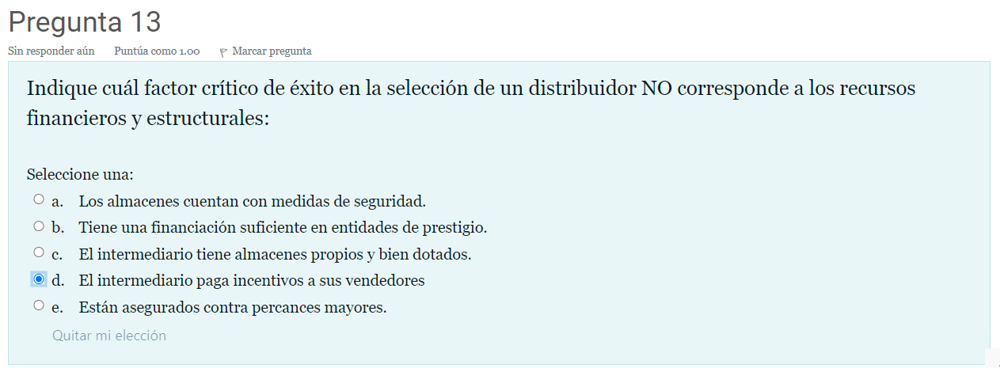 Pregunta 13
Sin responder aún Puntúa como 1.00 Marcar pregunta
Indique cuál factor crítico de éxito en la selección de un distribuidor NO corresponde a los recursos
financieros y estructurales:
Seleccione una:
a. Los almacenes cuentan con medidas de seguridad.
b. Tiene una financiación suficiente en entidades de prestigio.
c. El intermediario tiene almacenes propios y bien dotados.
d. El intermediario paga incentivos a sus vendedores
e. Están asegurados contra percances mayores.
Quitar mi elección